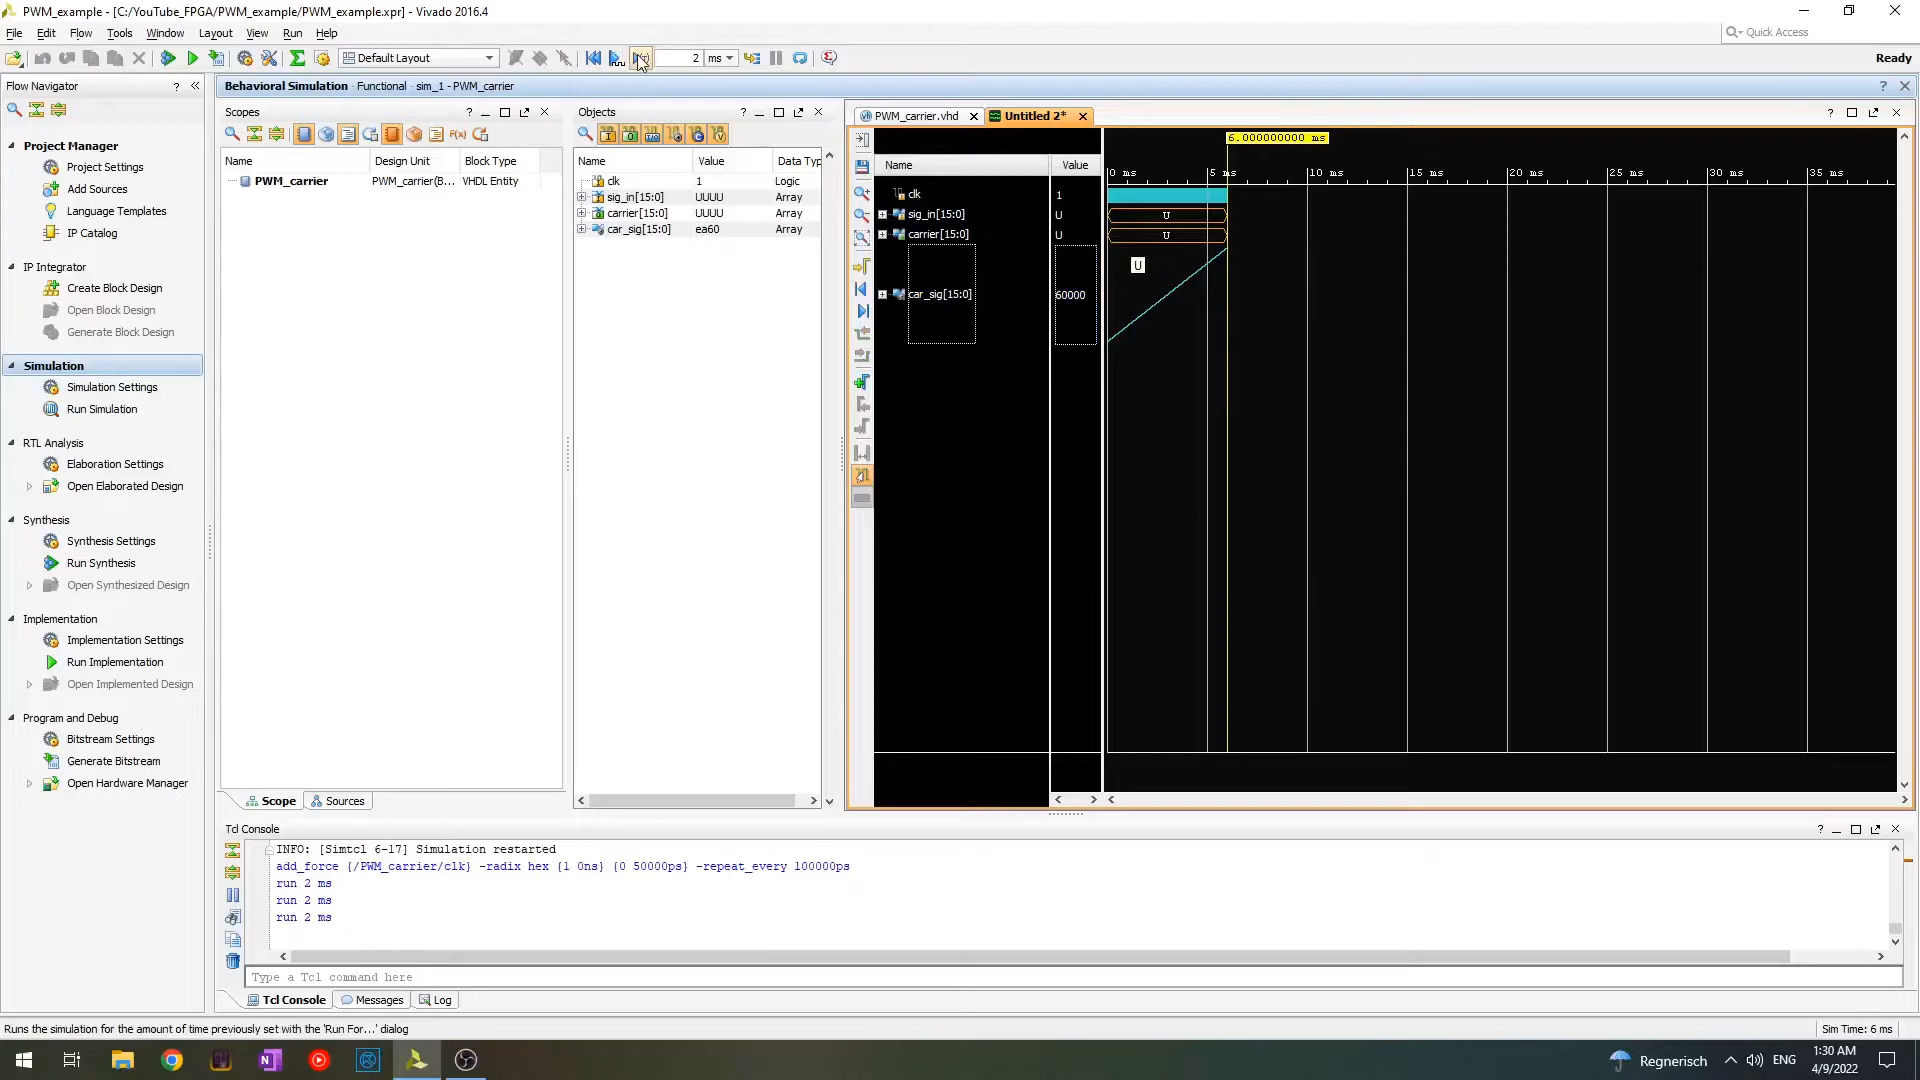 PWM_example - [C:/YouTube_FPGA/PWM_example/PWM_example.xpr] - Vivado 2016.4
File Edit Flow Tools Window Layout View Run Help
Quick Access
Default Layout
2 ms
Ready
Flow Navigator ? «
Behavioral Simulation - Functional - sim_1 - PWM_carrier
Project Manager
Project Settings
Add Sources
Language Templates
IP Catalog
IP Integrator
Create Block Design
Open Block Design
Generate Block Design
Simulation
Simulation Settings
Run Simulation
RTL Analysis
Elaboration Settings
Open Elaborated Design
Synthesis
Synthesis Settings
Run Synthesis
Open Synthesized Design
Implementation
Implementation Settings
Run Implementation
Open Implemented Design
Program and Debug
Bitstream Settings
Generate Bitstream
Open Hardware Manager
Scopes
Name Design Unit Block Type
PWM_carrier PWM_carrier(B... VHDL Entity
Scope Sources
Objects
Name Value Data Typ
clk 1 Logic
sig_in[15:0] UUUU Array
carrier[15:0] UUUU Array
car_sig[15:0] ea60 Array
PWM_carrier.vhd Untitled 2*
6.000000000 ms
Name Value
0 ms 5 ms 10 ms 15 ms 20 ms 25 ms 30 ms 35 ms
clk 1
sig_in[15:0] U U
carrier[15:0] U U
U
car_sig[15:0] 60000
Tcl Console
INFO: [Simtcl 6-17] Simulation restarted
add_force {/PWM_carrier/clk} -radix hex {1 0ns} {0 50000ps} -repeat_every 100000ps
run 2 ms
run 2 ms
run 2 ms
Type a Tcl command here
Tcl Console Messages Log
Runs the simulation for the amount of time previously set with the 'Run For...' dialog
Sim Time: 6 ms
Regnerisch
ENG
1:30 AM
4/9/2022